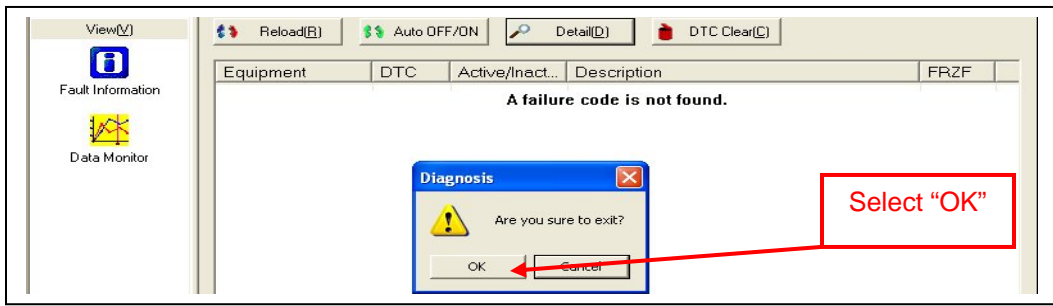 View(V)
Reload(R) Auto OFF/ON Detail(D) DTC Clear(C)
Fault Information
Equipment DTC Active/Inact... Description FRZF
A failure code is not found.
Data Monitor
Diagnosis
Are you sure to exit?
OK Cancel
Select “OK”